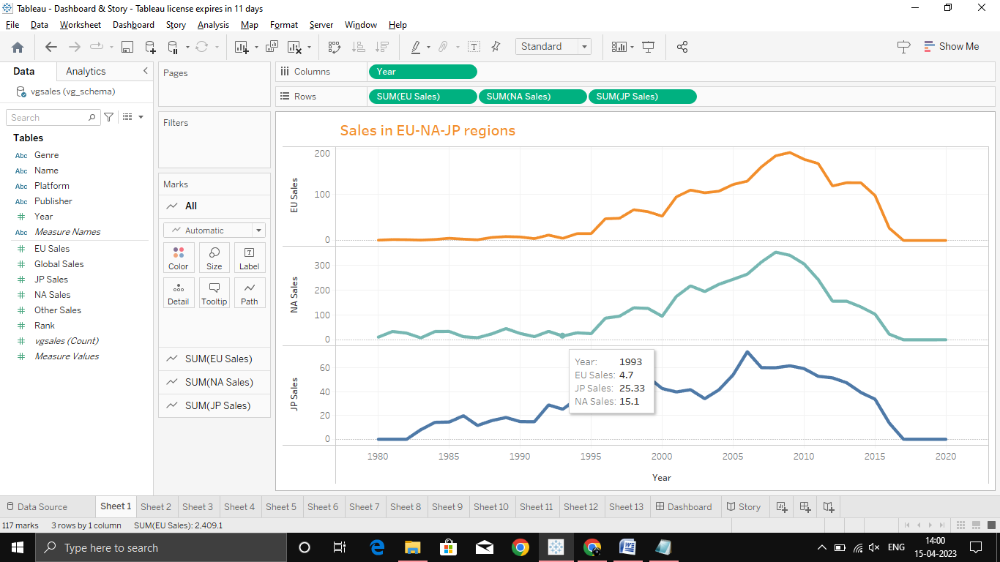 Tableau - Dashboard & Story - Tableau license expires in 11 days
File Data Worksheet Dashboard Story Analysis Map Format Server Window Help
Standard
Show Me
Data Analytics
vgsales (vg_schema)
Search
Tables
Abc Genre
Abc Name
Abc Platform
Abc Publisher
# Year
Abc Measure Names
# EU Sales
# Global Sales
# JP Sales
# NA Sales
# Other Sales
# Rank
# vgsales (Count)
# Measure Values
Pages
Filters
Marks
All
Automatic
Color Size Label
Detail Tooltip Path
SUM(EU Sales)
SUM(NA Sales)
SUM(JP Sales)
Columns Year
Rows SUM(EU Sales) SUM(NA Sales) SUM(JP Sales)
Sales in EU-NA-JP regions
EU Sales
200
100
0
NA Sales
300
200
100
0
JP Sales
60
40
20
0
Year: 1993
EU Sales: 4.7
JP Sales: 25.33
NA Sales: 15.1
1980 1985 1990 1995 2000 2005 2010 2015 2020
Year
Data Source Sheet 1 Sheet 2 Sheet 3 Sheet 4 Sheet 5 Sheet 6 Sheet 7 Sheet 8 Sheet 9 Sheet 10 Sheet 11 Sheet 12 Sheet 13 Dashboard Story
117 marks 3 rows by 1 column SUM(EU Sales): 2,409.1
Type here to search
ENG
14:00
15-04-2023